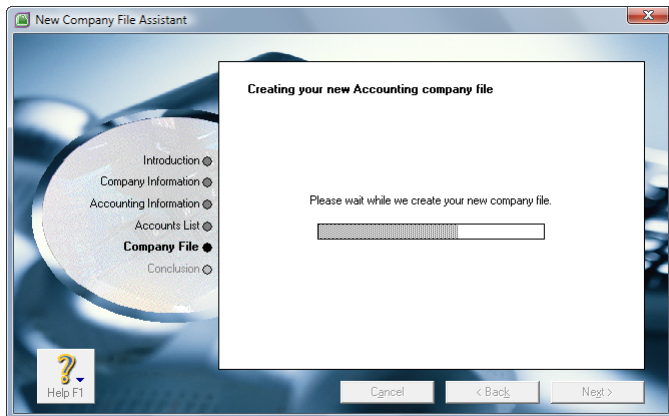 New Company File Assistant
Creating your new Accounting company file
Introduction
Company Information
Accounting Information
Accounts List
Company File
Conclusion
Please wait while we create your new company file.
Help F1
Cancel
< Back
Next >